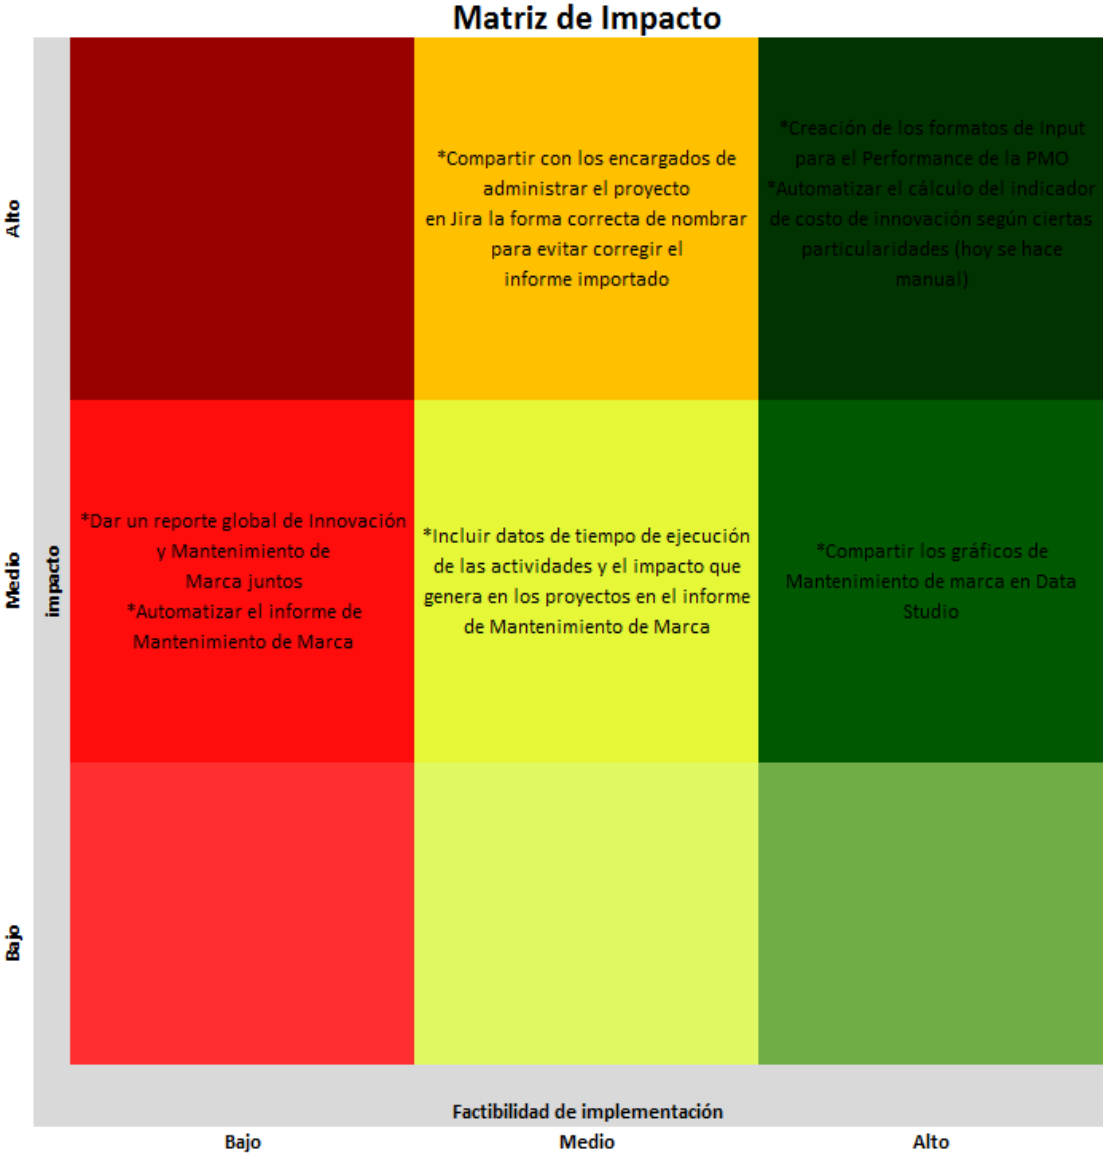 Matriz de Impacto
Alto
*Compartir con los encargados de
administrar el proyecto
en Jira la forma correcta de nombrar
para evitar corregir el
informe importado
*Creación de los formatos de Input
para el Performance de la PMO
*Automatizar el cálculo del indicador
de costo de innovación según ciertas
particularidades (hoy se hace
manual)
Medio
impacto
*Dar un reporte global de Innovación
y Mantenimiento de
Marca juntos
*Automatizar el informe de
Mantenimiento de Marca
*Incluir datos de tiempo de ejecución
de las actividades y el impacto que
genera en los proyectos en el informe
de Mantenimiento de Marca
*Compartir los gráficos de
Mantenimiento de marca en Data
Studio
Bajo
Factibilidad de implementación
Bajo
Medio
Alto